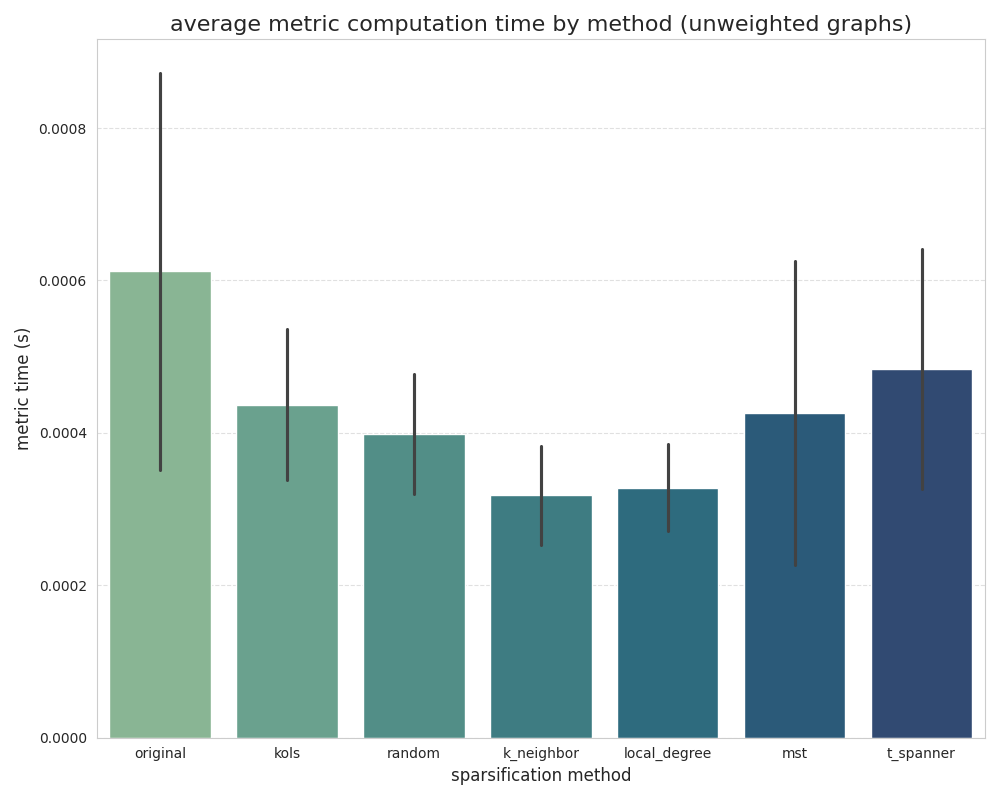 average metric computation time by method (unweighted graphs)
metric time (s)
0.0008
0.0006
0.0004
0.0002
0.0000
original kols random k_neighbor local_degree mst t_spanner
sparsification method